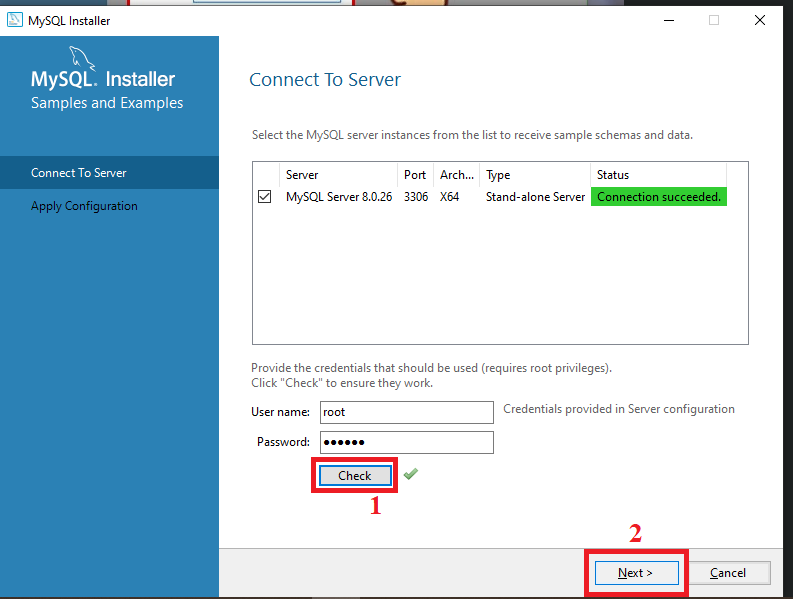 MySQL Installer
MySQL. Installer
Samples and Examples
Connect To Server
Apply Configuration
Connect To Server
Select the MySQL server instances from the list to receive sample schemas and data.
Server Port Arch... Type Status
MySQL Server 8.0.26 3306 X64 Stand-alone Server Connection succeeded.
Provide the credentials that should be used (requires root privileges).
Click "Check" to ensure they work.
User name: root Credentials provided in Server configuration
Password: ●●●●●●
Check
1
2
Next > Cancel